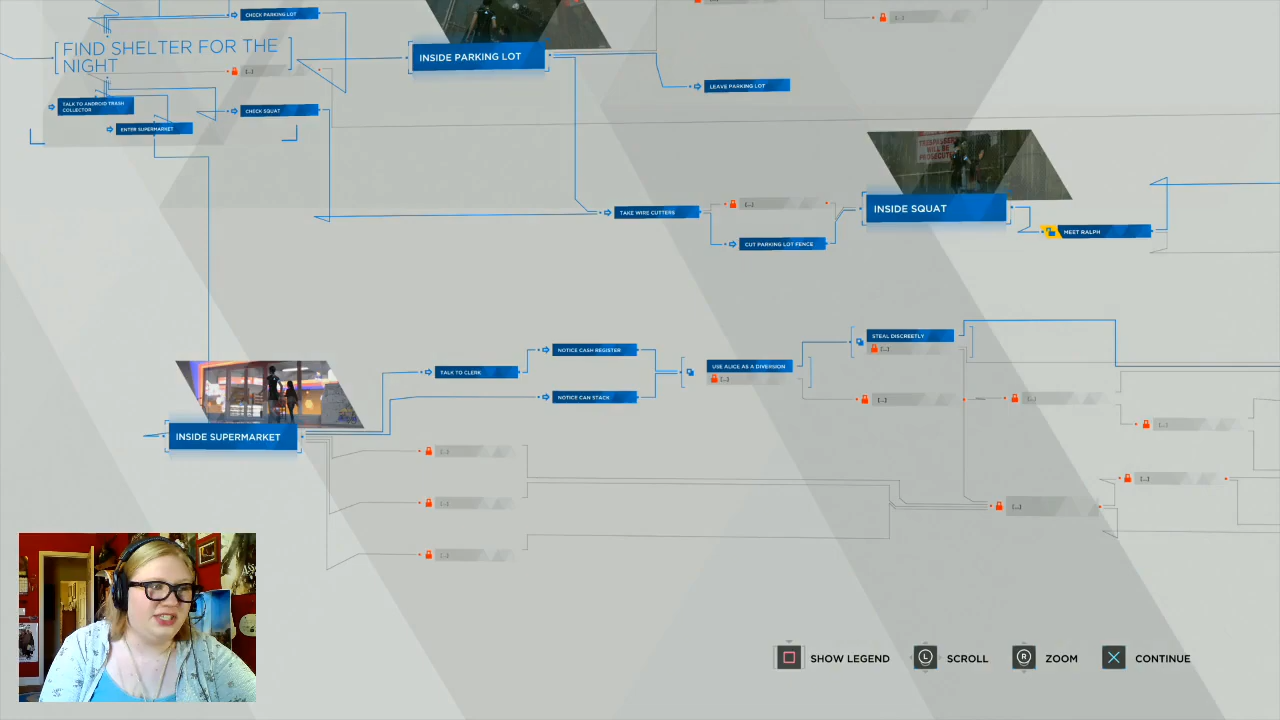 CHECK PARKING LOT
[...]
FIND SHELTER FOR THE
NIGHT
INSIDE PARKING LOT
[...]
LEAVE PARKING LOT
TALK TO ANDROID TRASH
COLLECTOR
CHECK SQUAT
ENTER SUPERMARKET
TRESPASSERS
WILL BE
PROSECUTED
[...]
TAKE WIRE CUTTERS
INSIDE SQUAT
MEET RALPH
CUT PARKING LOT FENCE
STEAL DISCREETLY
[...]
NOTICE CASH REGISTER
TALK TO CLERK
USE ALICE AS A DIVERSION
[...]
NOTICE CAN STACK
[...]
[...]
[...]
INSIDE SUPERMARKET
[...]
[...]
[...]
[...]
[...]
SHOW LEGEND
L
SCROLL
R
ZOOM
CONTINUE